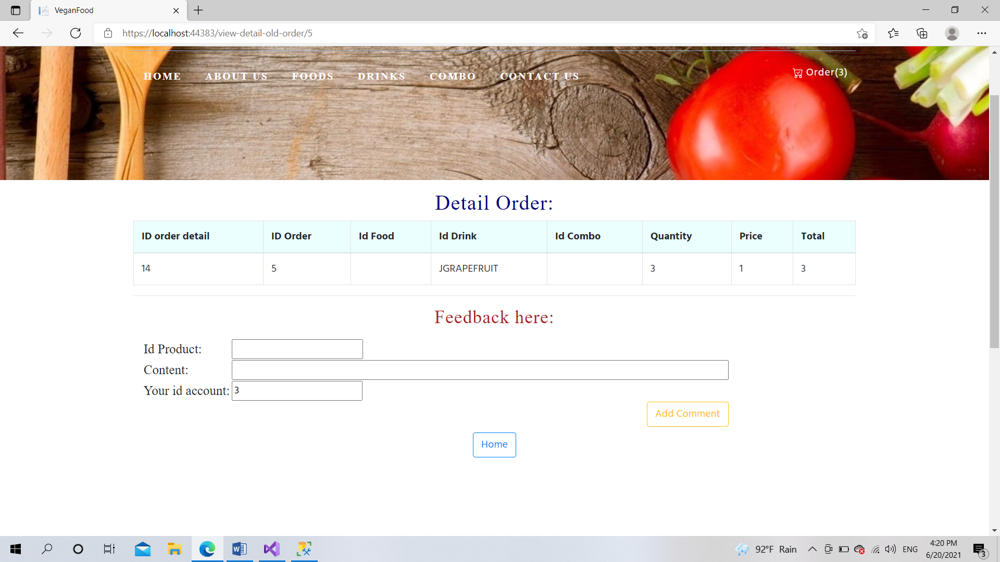 VeganFood
https://localhost:44383/view-detail-old-order/5
HOME ABOUT US FOODS DRINKS COMBO CONTACT US Order(3)
Detail Order:
ID order detail ID Order Id Food Id Drink Id Combo Quantity Price Total
14 5 JGRAPEFRUIT 3 1 3
Feedback here:
Id Product:
Content:
Your id account: 3
Add Comment
Home
92°F Rain ENG 4:20 PM
6/20/2021
3